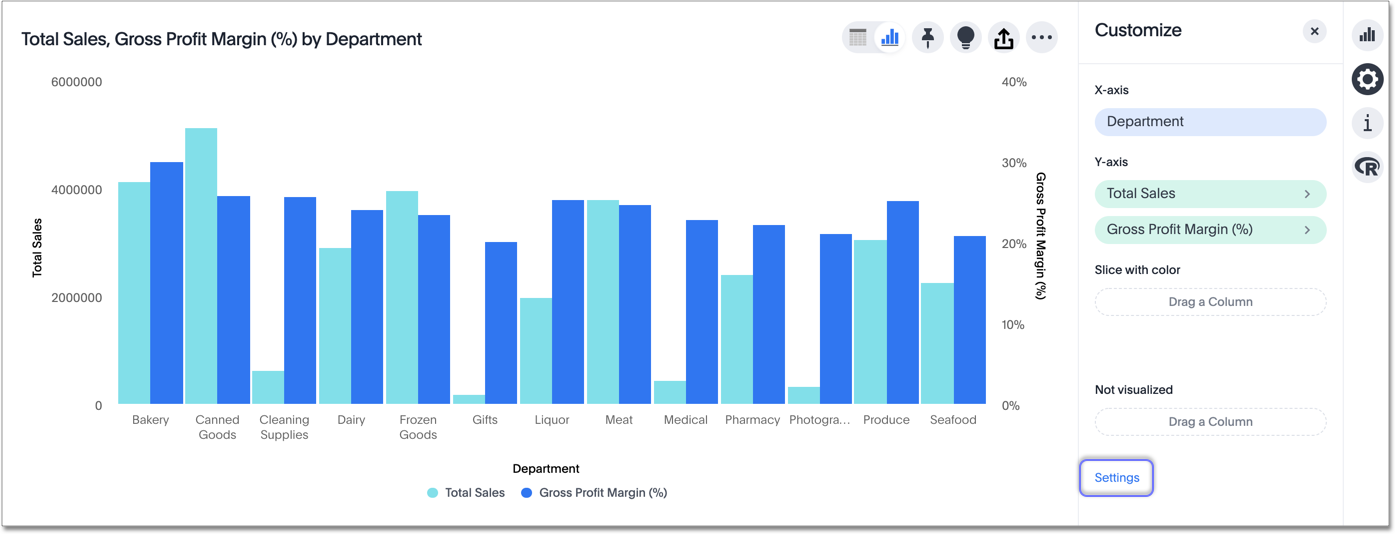 Total Sales, Gross Profit Margin (%) by Department
6000000
4000000
2000000
0
Total Sales
40%
30%
20%
10%
0%
Gross Profit Margin (%)
Bakery
Canned
Goods
Cleaning
Supplies
Dairy
Frozen
Goods
Gifts
Liquor
Meat
Medical
Pharmacy
Photogra...
Produce
Seafood
Department
Total Sales
Gross Profit Margin (%)
Customize
X-axis
Department
Y-axis
Total Sales
Gross Profit Margin (%)
Slice with color
Drag a Column
Not visualized
Drag a Column
Settings
i
R